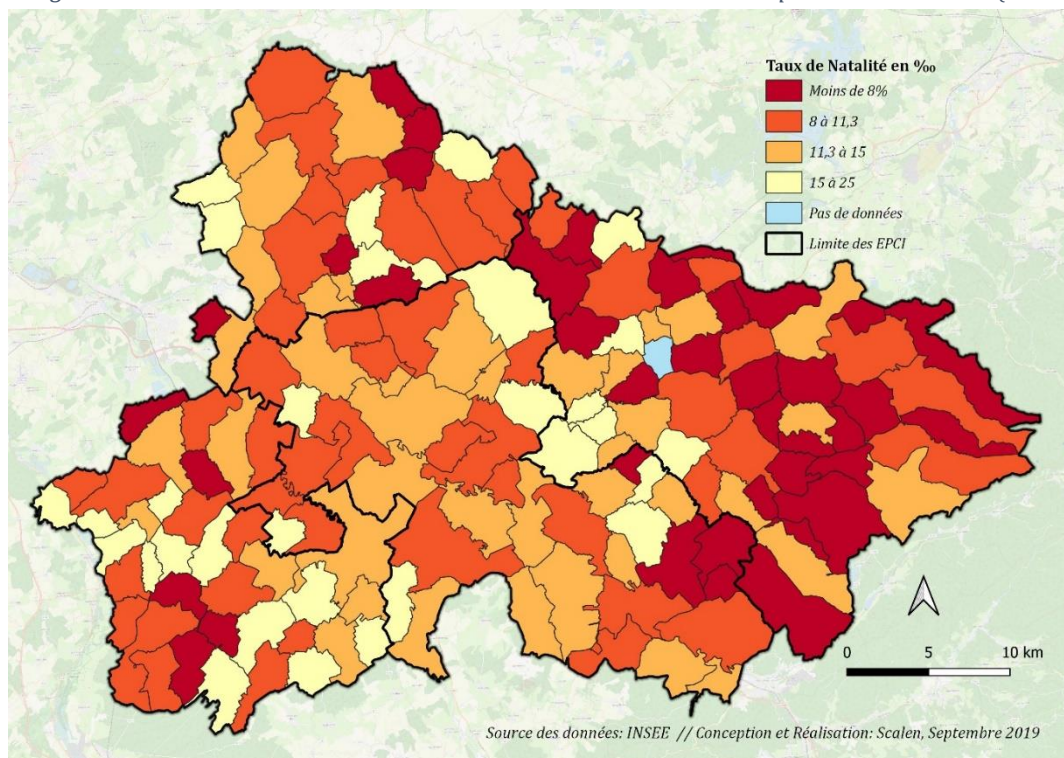 Taux de Natalité en ‰
Moins de 8%
8 à 11,3
11,3 à 15
15 à 25
Pas de données
Limite des EPCI
0 5 10 km
Source des données: INSEE // Conception et Réalisation: Scalen, Septembre 2019